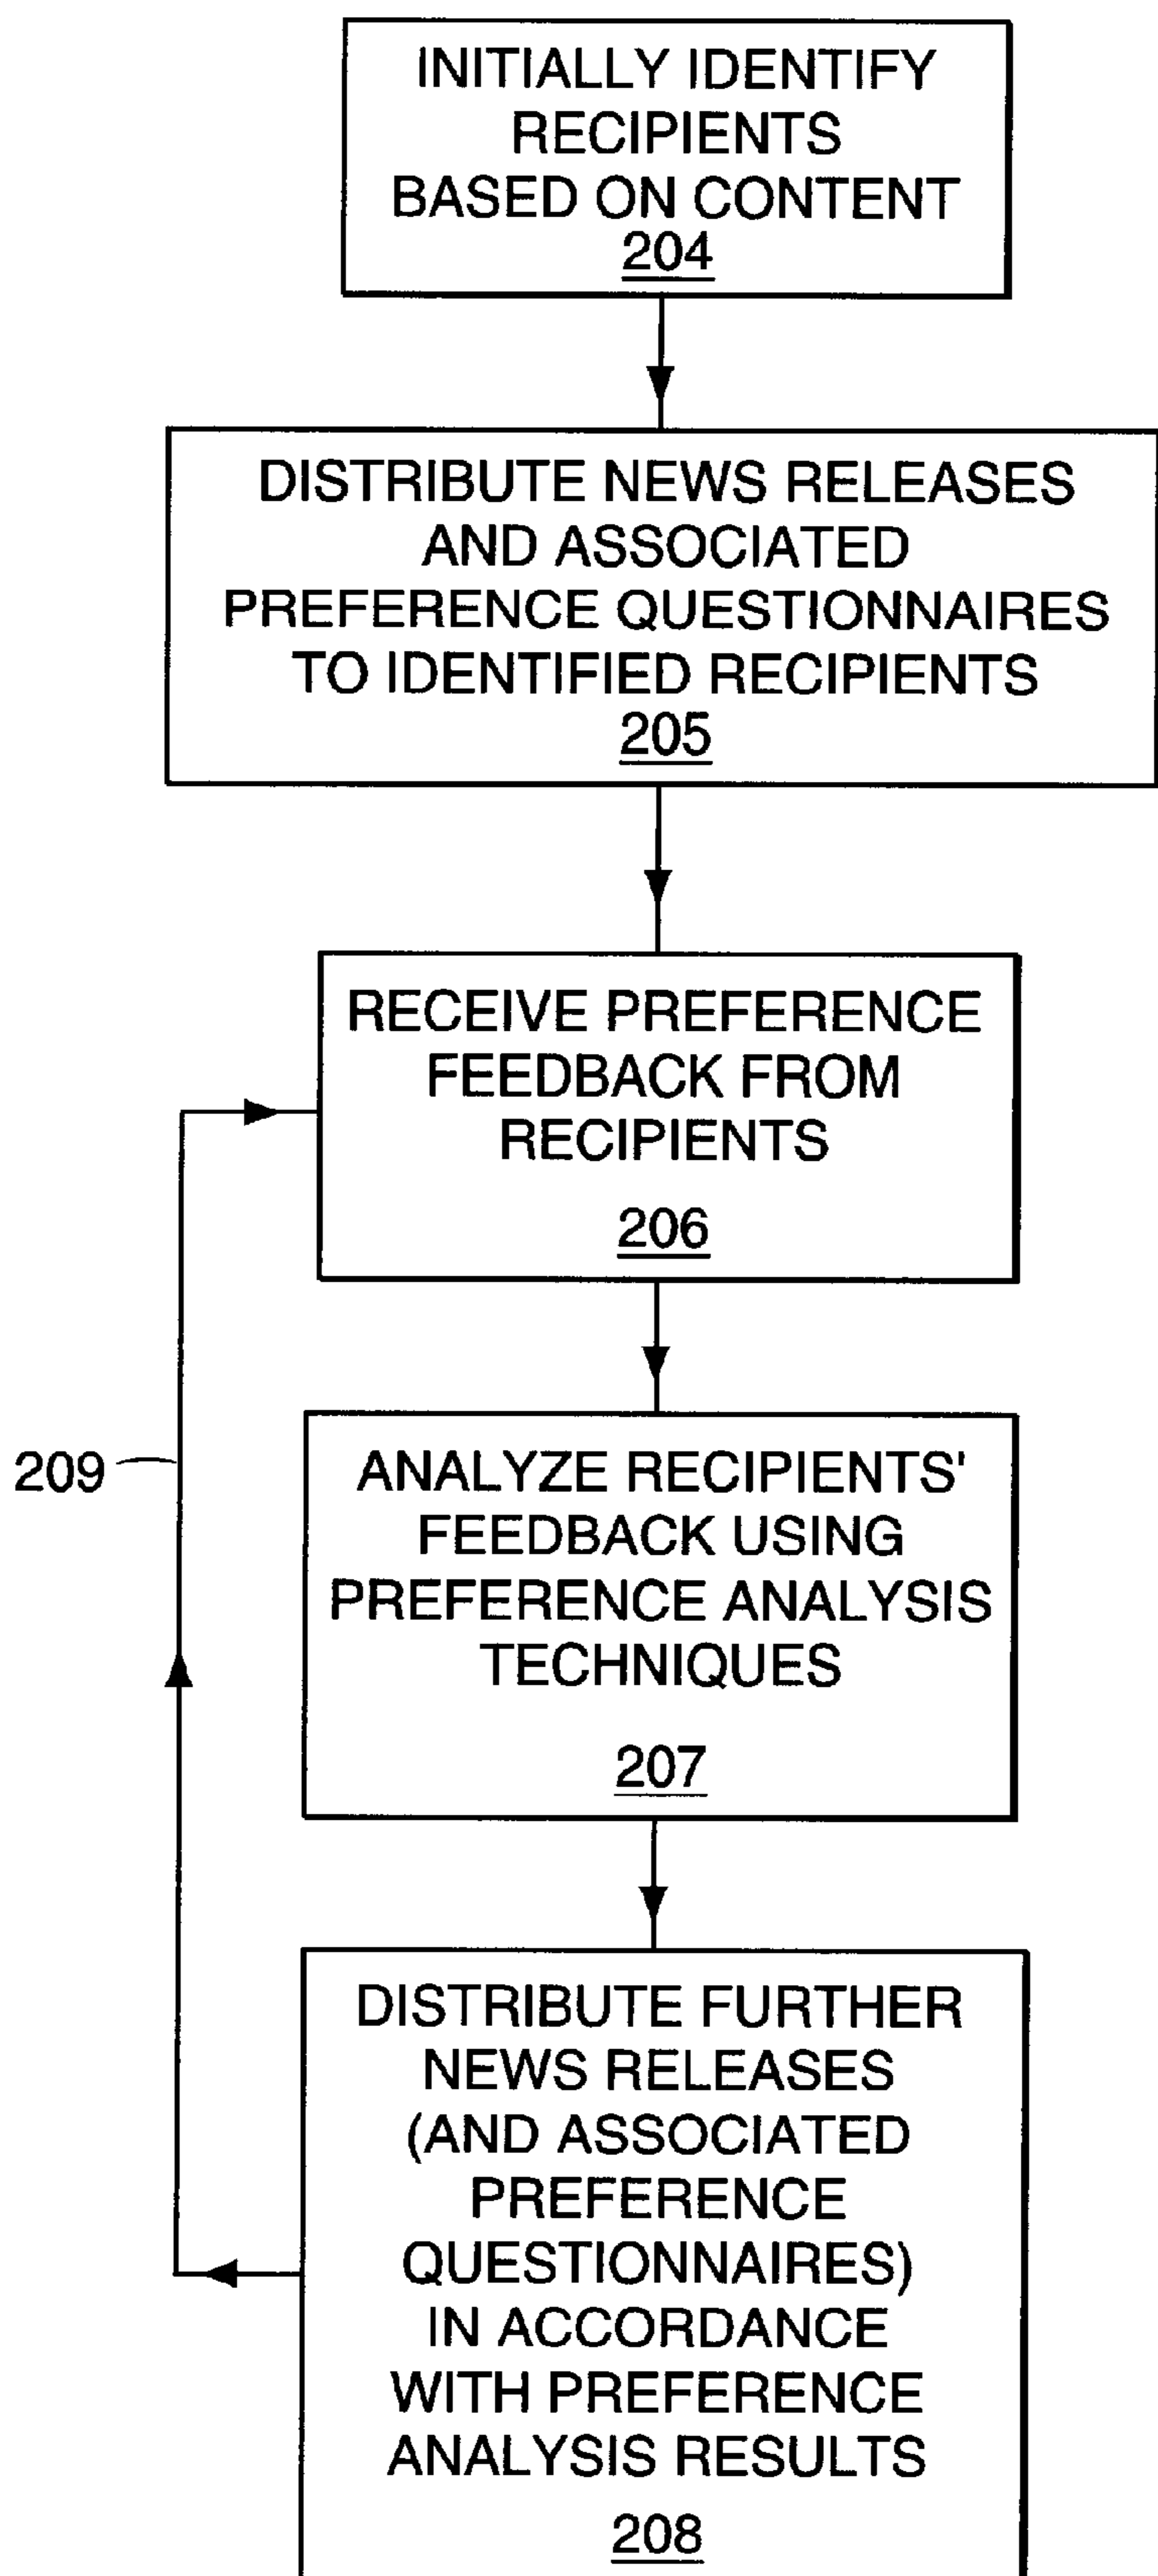 INITIALLY IDENTIFY
RECIPIENTS
BASED ON CONTENT
204
DISTRIBUTE NEWS RELEASES
AND ASSOCIATED
PREFERENCE QUESTIONNAIRES
TO IDENTIFIED RECIPIENTS
205
RECEIVE PREFERENCE
FEEDBACK FROM
RECIPIENTS
206
209
ANALYZE RECIPIENTS'
FEEDBACK USING
PREFERENCE ANALYSIS
TECHNIQUES
207
DISTRIBUTE FURTHER
NEWS RELEASES
(AND ASSOCIATED
PREFERENCE
QUESTIONNAIRES)
IN ACCORDANCE
WITH PREFERENCE
ANALYSIS RESULTS
208